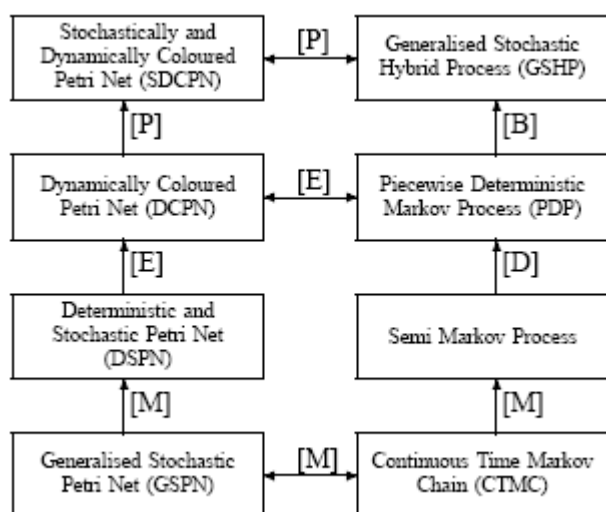 Stochastically and
Dynamically Coloured
Petri Net (SDCPN)
[P]
Generalised Stochastic
Hybrid Process (GSHP)
[P]
[B]
Dynamically Coloured
Petri Net (DCPN)
[E]
Piecewise Deterministic
Markov Process (PDP)
[E]
[D]
Deterministic and
Stochastic Petri Net
(DSPN)
Semi Markov Process
[M]
[M]
Generalised Stochastic
Petri Net (GSPN)
[M]
Continuous Time Markov
Chain (CTMC)